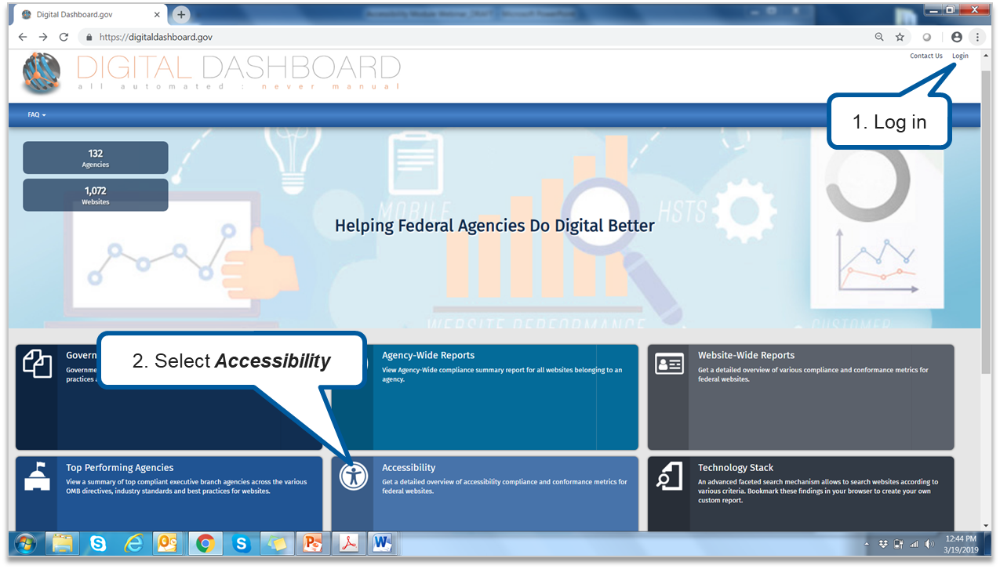 Digital Dashboard.gov
Accessibility Module Webinar_DRAFT - Microsoft PowerPoint
https://digitaldashboard.gov
DIGITAL DASHBOARD
all automated : never manual
Contact Us Login
1. Log in
FAQ
132
Agencies
1,072
Websites
MOBILE
HSTS
Helping Federal Agencies Do Digital Better
WEBSITE PERFORMANCE
CUSTOMER
2. Select Accessibility
Agency-Wide Reports
View Agency-Wide compliance summary report for all websites belonging to an
agency.
Website-Wide Reports
Get a detailed overview of various compliance and conformance metrics for
federal websites.
Top Performing Agencies
View a summary of top compliant executive branch agencies across the various
OMB directives, industry standards and best practices for websites.
Accessibility
Get a detailed overview of accessibility compliance and conformance metrics for
federal websites.
Technology Stack
An advanced faceted search mechanism allows to search websites according to
various criteria. Bookmark these findings in your browser to create your own
custom report.
12:44 PM
3/19/2019